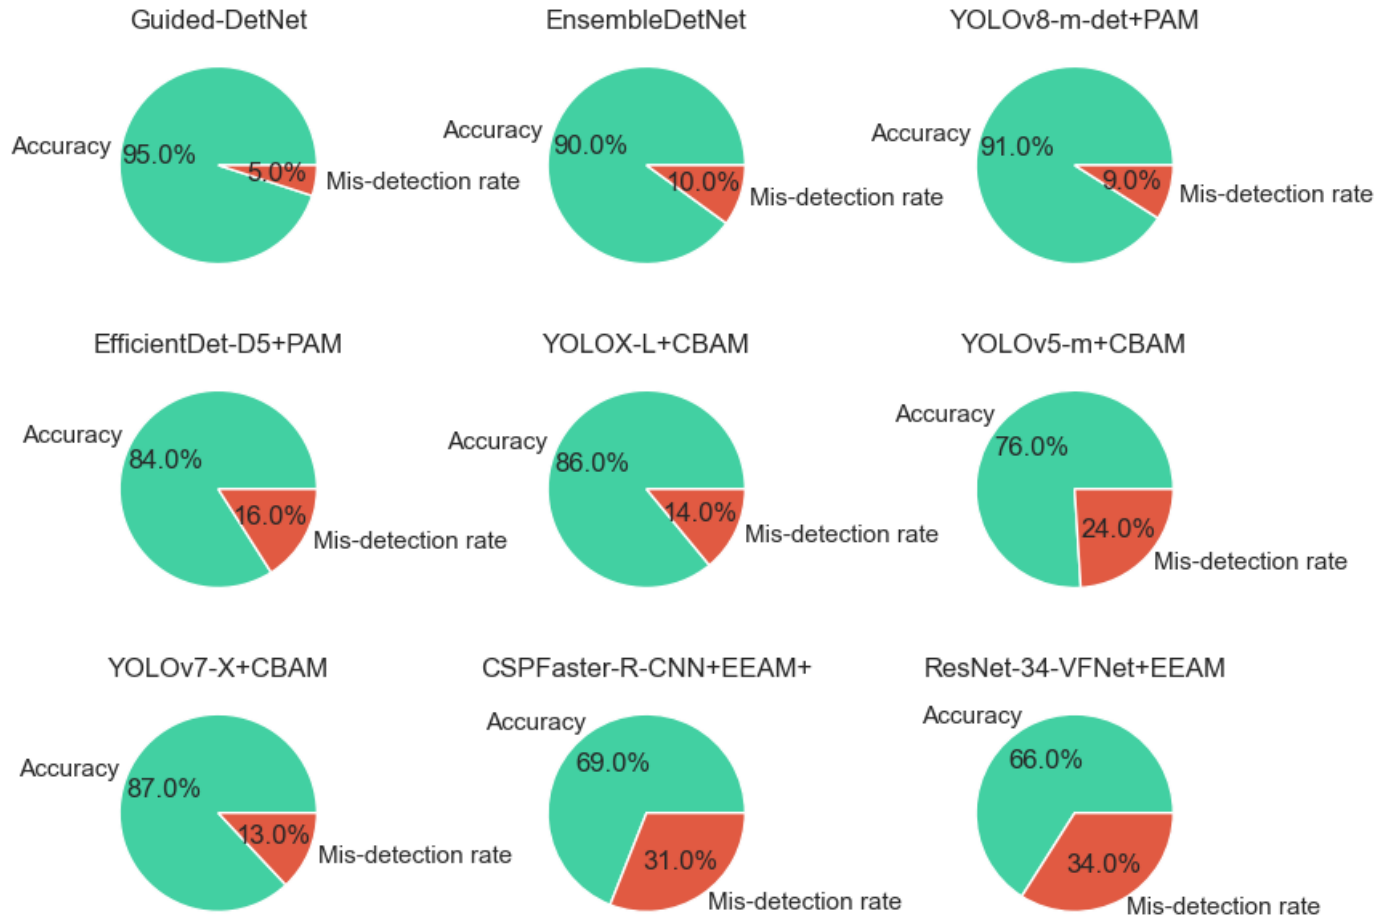 Guided-DetNet
Accuracy
95.0%
5.0%
Mis-detection rate
EnsembleDetNet
Accuracy
90.0%
10.0%
Mis-detection rate
YOLOv8-m-det+PAM
Accuracy
91.0%
9.0%
Mis-detection rate
EfficientDet-D5+PAM
Accuracy
84.0%
16.0%
Mis-detection rate
YOLOX-L+CBAM
Accuracy
86.0%
14.0%
Mis-detection rate
YOLOv5-m+CBAM
Accuracy
76.0%
24.0%
Mis-detection rate
YOLOv7-X+CBAM
Accuracy
87.0%
13.0%
Mis-detection rate
CSPFaster-R-CNN+EEAM+
Accuracy
69.0%
31.0%
Mis-detection rate
ResNet-34-VFNet+EEAM
Accuracy
66.0%
34.0%
Mis-detection rate